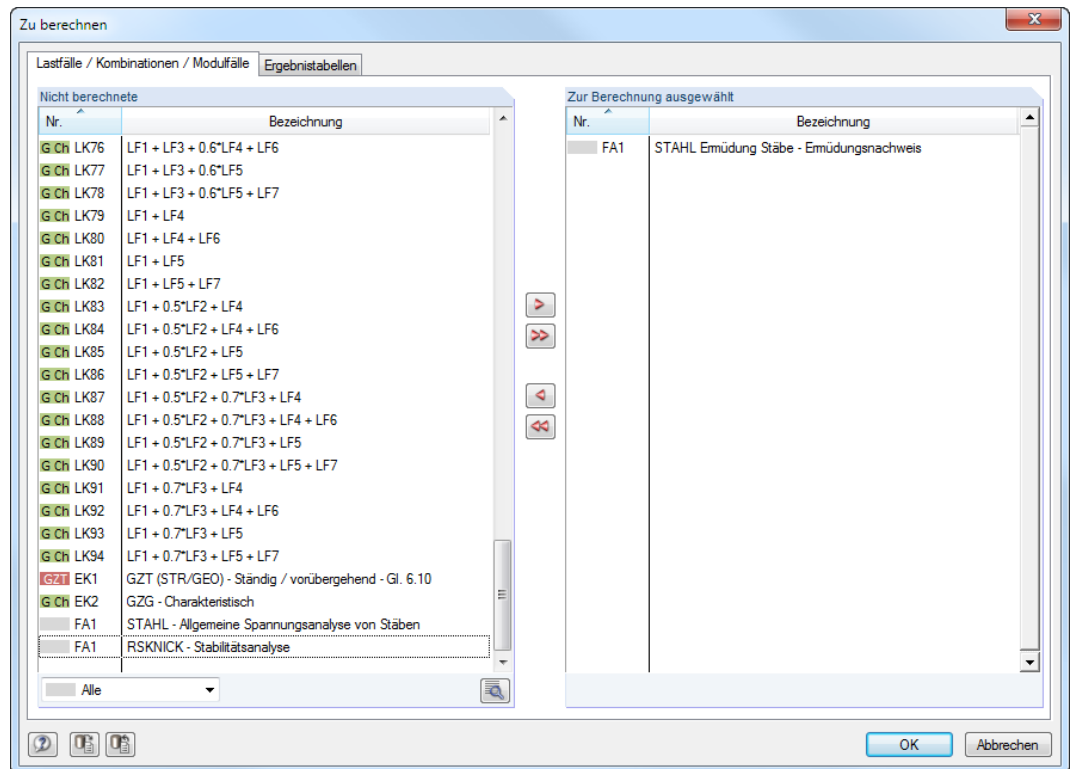 Zu berechnen
Lastfälle / Kombinationen / Modulfälle Ergebnistabellen
Nicht berechnete
Nr. Bezeichnung
G Ch LK76 LF1 + LF3 + 0.6*LF4 + LF6
G Ch LK77 LF1 + LF3 + 0.6*LF5
G Ch LK78 LF1 + LF3 + 0.6*LF5 + LF7
G Ch LK79 LF1 + LF4
G Ch LK80 LF1 + LF4 + LF6
G Ch LK81 LF1 + LF5
G Ch LK82 LF1 + LF5 + LF7
G Ch LK83 LF1 + 0.5*LF2 + LF4
G Ch LK84 LF1 + 0.5*LF2 + LF4 + LF6
G Ch LK85 LF1 + 0.5*LF2 + LF5
G Ch LK86 LF1 + 0.5*LF2 + LF5 + LF7
G Ch LK87 LF1 + 0.5*LF2 + 0.7*LF3 + LF4
G Ch LK88 LF1 + 0.5*LF2 + 0.7*LF3 + LF4 + LF6
G Ch LK89 LF1 + 0.5*LF2 + 0.7*LF3 + LF5
G Ch LK90 LF1 + 0.5*LF2 + 0.7*LF3 + LF5 + LF7
G Ch LK91 LF1 + 0.7*LF3 + LF4
G Ch LK92 LF1 + 0.7*LF3 + LF4 + LF6
G Ch LK93 LF1 + 0.7*LF3 + LF5
G Ch LK94 LF1 + 0.7*LF3 + LF5 + LF7
GZT EK1 GZT (STR/GEO) - Ständig / vorübergehend - Gl. 6.10
G Ch EK2 GZG - Charakteristisch
FA1 STAHL - Allgemeine Spannungsanalyse von Stäben
FA1 RSKNICK - Stabilitätsanalyse
Alle
Zur Berechnung ausgewählt
Nr. Bezeichnung
FA1 STAHL Ermüdung Stäbe - Ermüdungsnachweis
OK Abbrechen